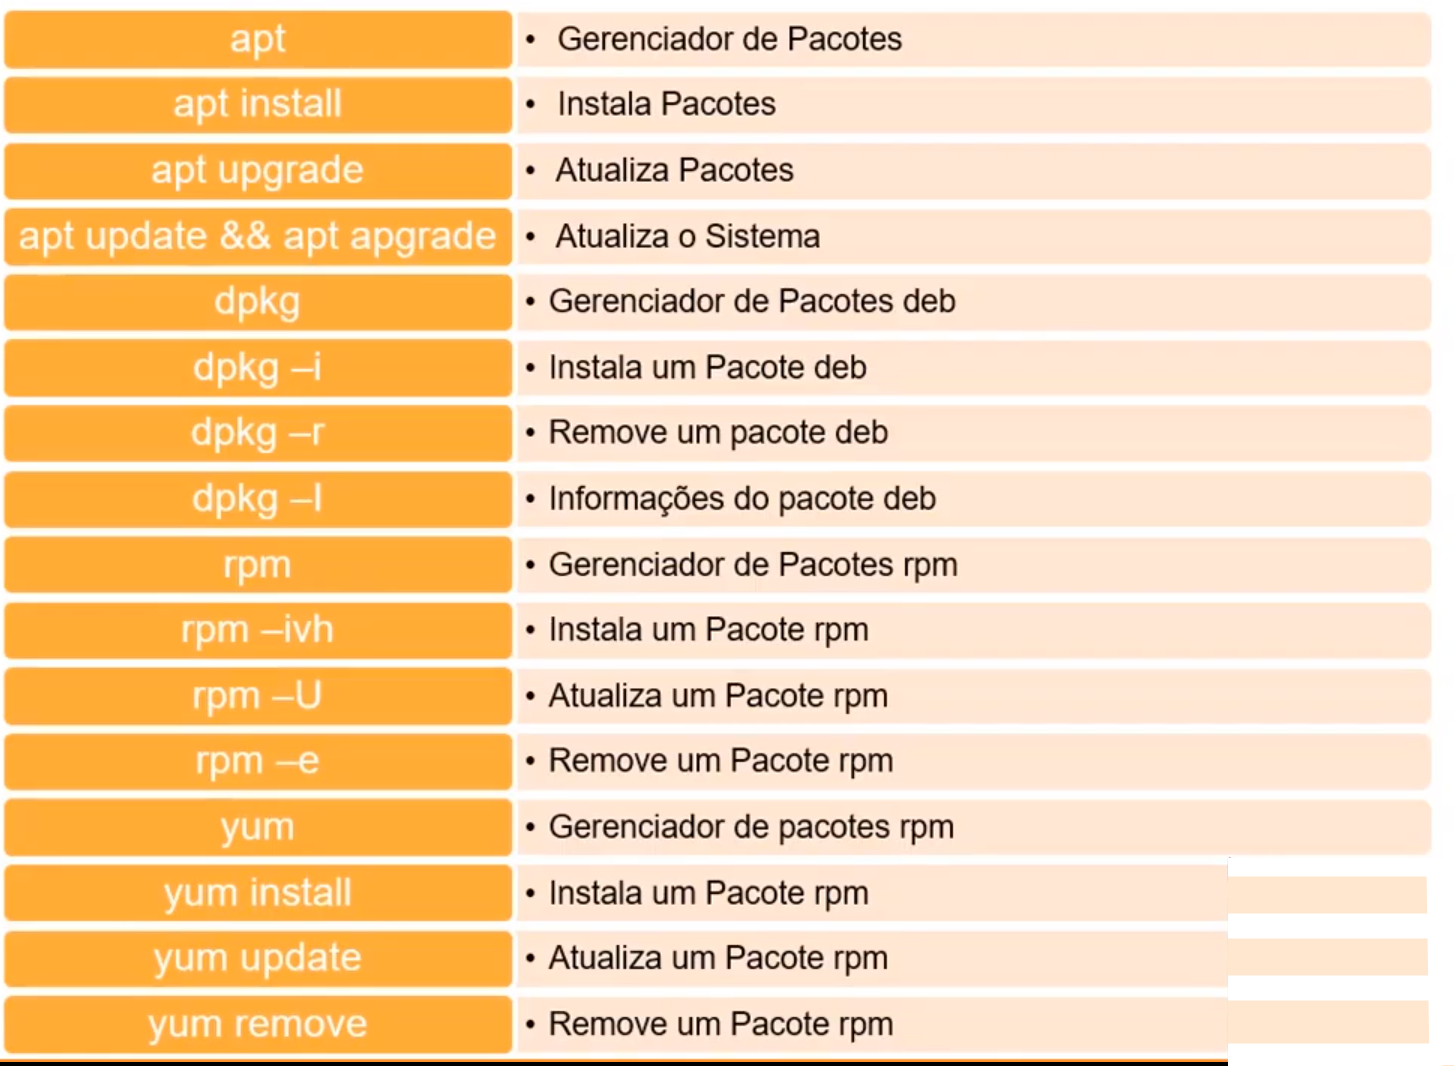 apt
• Gerenciador de Pacotes
apt install
• Instala Pacotes
apt upgrade
• Atualiza Pacotes
apt update && apt apgrade
• Atualiza o Sistema
dpkg
• Gerenciador de Pacotes deb
dpkg –i
• Instala um Pacote deb
dpkg –r
• Remove um pacote deb
dpkg –I
• Informações do pacote deb
rpm
• Gerenciador de Pacotes rpm
rpm –ivh
• Instala um Pacote rpm
rpm –U
• Atualiza um Pacote rpm
rpm –e
• Remove um Pacote rpm
yum
• Gerenciador de pacotes rpm
yum install
• Instala um Pacote rpm
yum update
• Atualiza um Pacote rpm
yum remove
• Remove um Pacote rpm